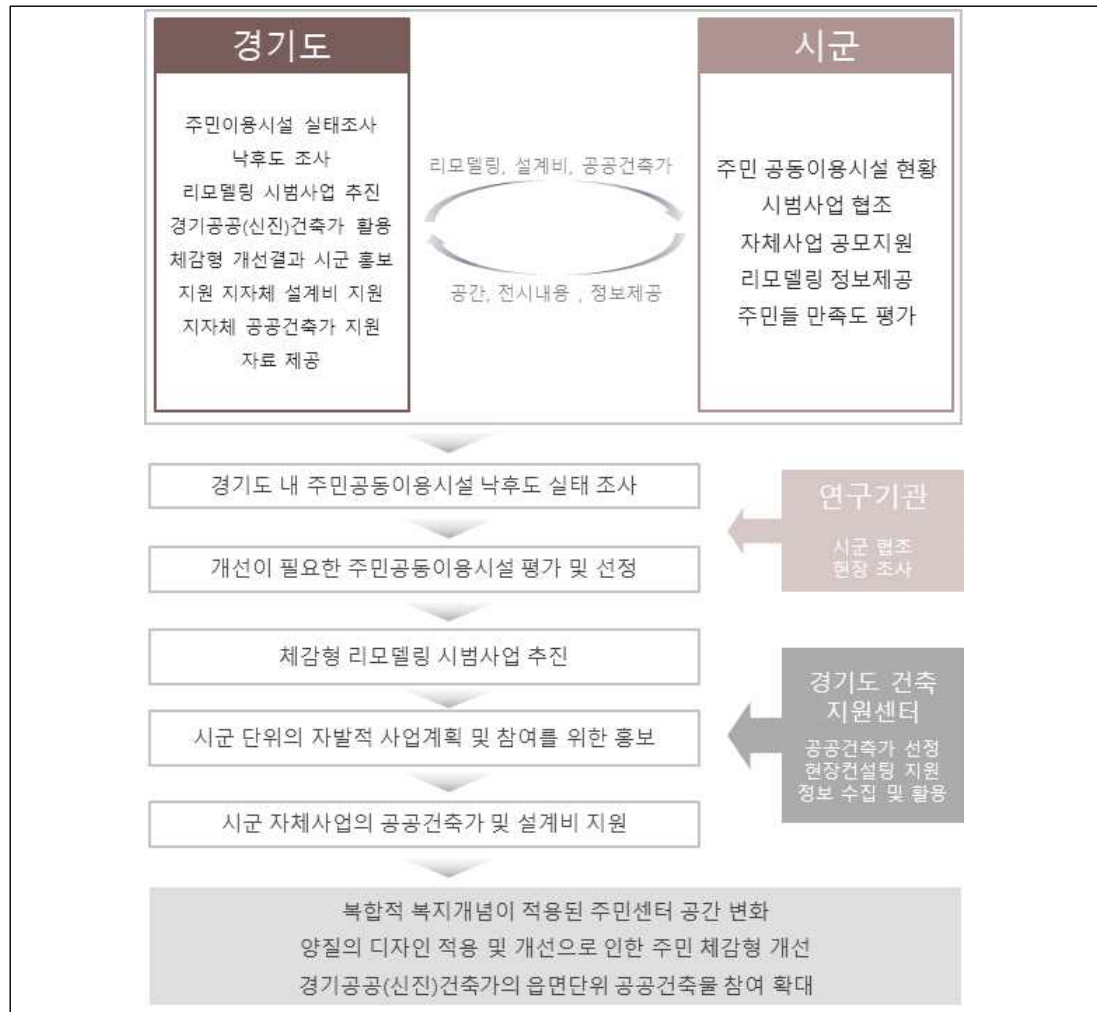 경기도
주민이용시설 실태조사
낙후도 조사
리모델링 시범사업 추진
경기공공(신진)건축가 활용
체감형 개선결과 시군 홍보
지원 지자체 설계비 지원
지자체 공공건축가 지원
자료 제공
리모델링, 설계비, 공공건축가
공간, 전시내용 , 정보제공
시군
주민 공동이용시설 현황
시범사업 협조
자체사업 공모지원
리모델링 정보제공
주민들 만족도 평가
경기도 내 주민공동이용시설 낙후도 실태 조사
개선이 필요한 주민공동이용시설 평가 및 선정
연구기관
시군 협조
현장 조사
체감형 리모델링 시범사업 추진
시군 단위의 자발적 사업계획 및 참여를 위한 홍보
시군 자체사업의 공공건축가 및 설계비 지원
경기도 건축
지원센터
공공건축가 선정
현장컨설팅 지원
정보 수집 및 활용
복합적 복지개념이 적용된 주민센터 공간 변화
양질의 디자인 적용 및 개선으로 인한 주민 체감형 개선
경기공공(신진)건축가의 읍면단위 공공건축물 참여 확대